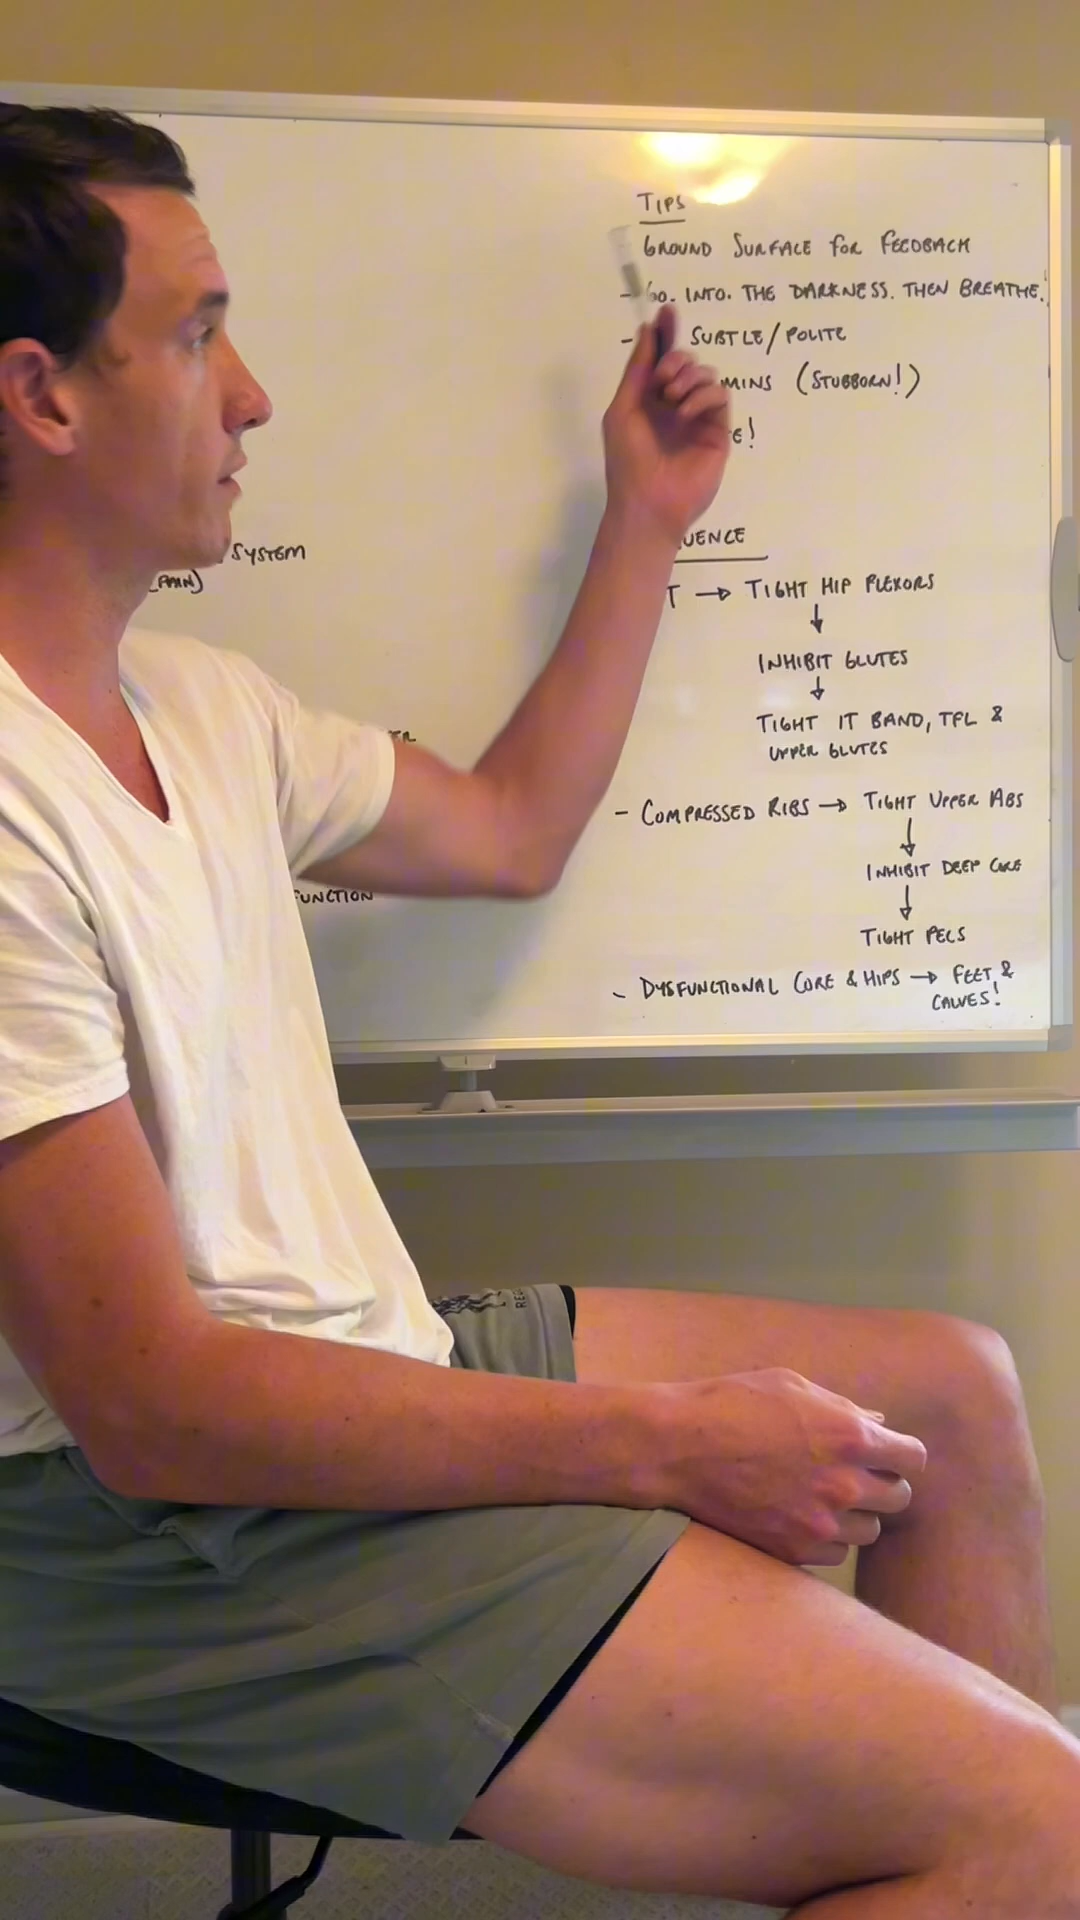 TIPS
GROUND SURFACE FOR FEEDBACK
- GO. INTO. THE DARKNESS. THEN BREATHE!
- SUBTLE/POLITE
MINS (STUBBORN!)
E!
UENCE
T → TIGHT HIP FLEXORS
↓
INHIBIT GLUTES
↓
TIGHT IT BAND, TFL &
UPPER GLUTES
- COMPRESSED RIBS → TIGHT UPPER ABS
↓
INHIBIT DEEP CORE
↓
TIGHT PECS
- DYSFUNCTIONAL CORE & HIPS → FEET &
CALVES!
SYSTEM
(PAIN)
ER
FUNCTION